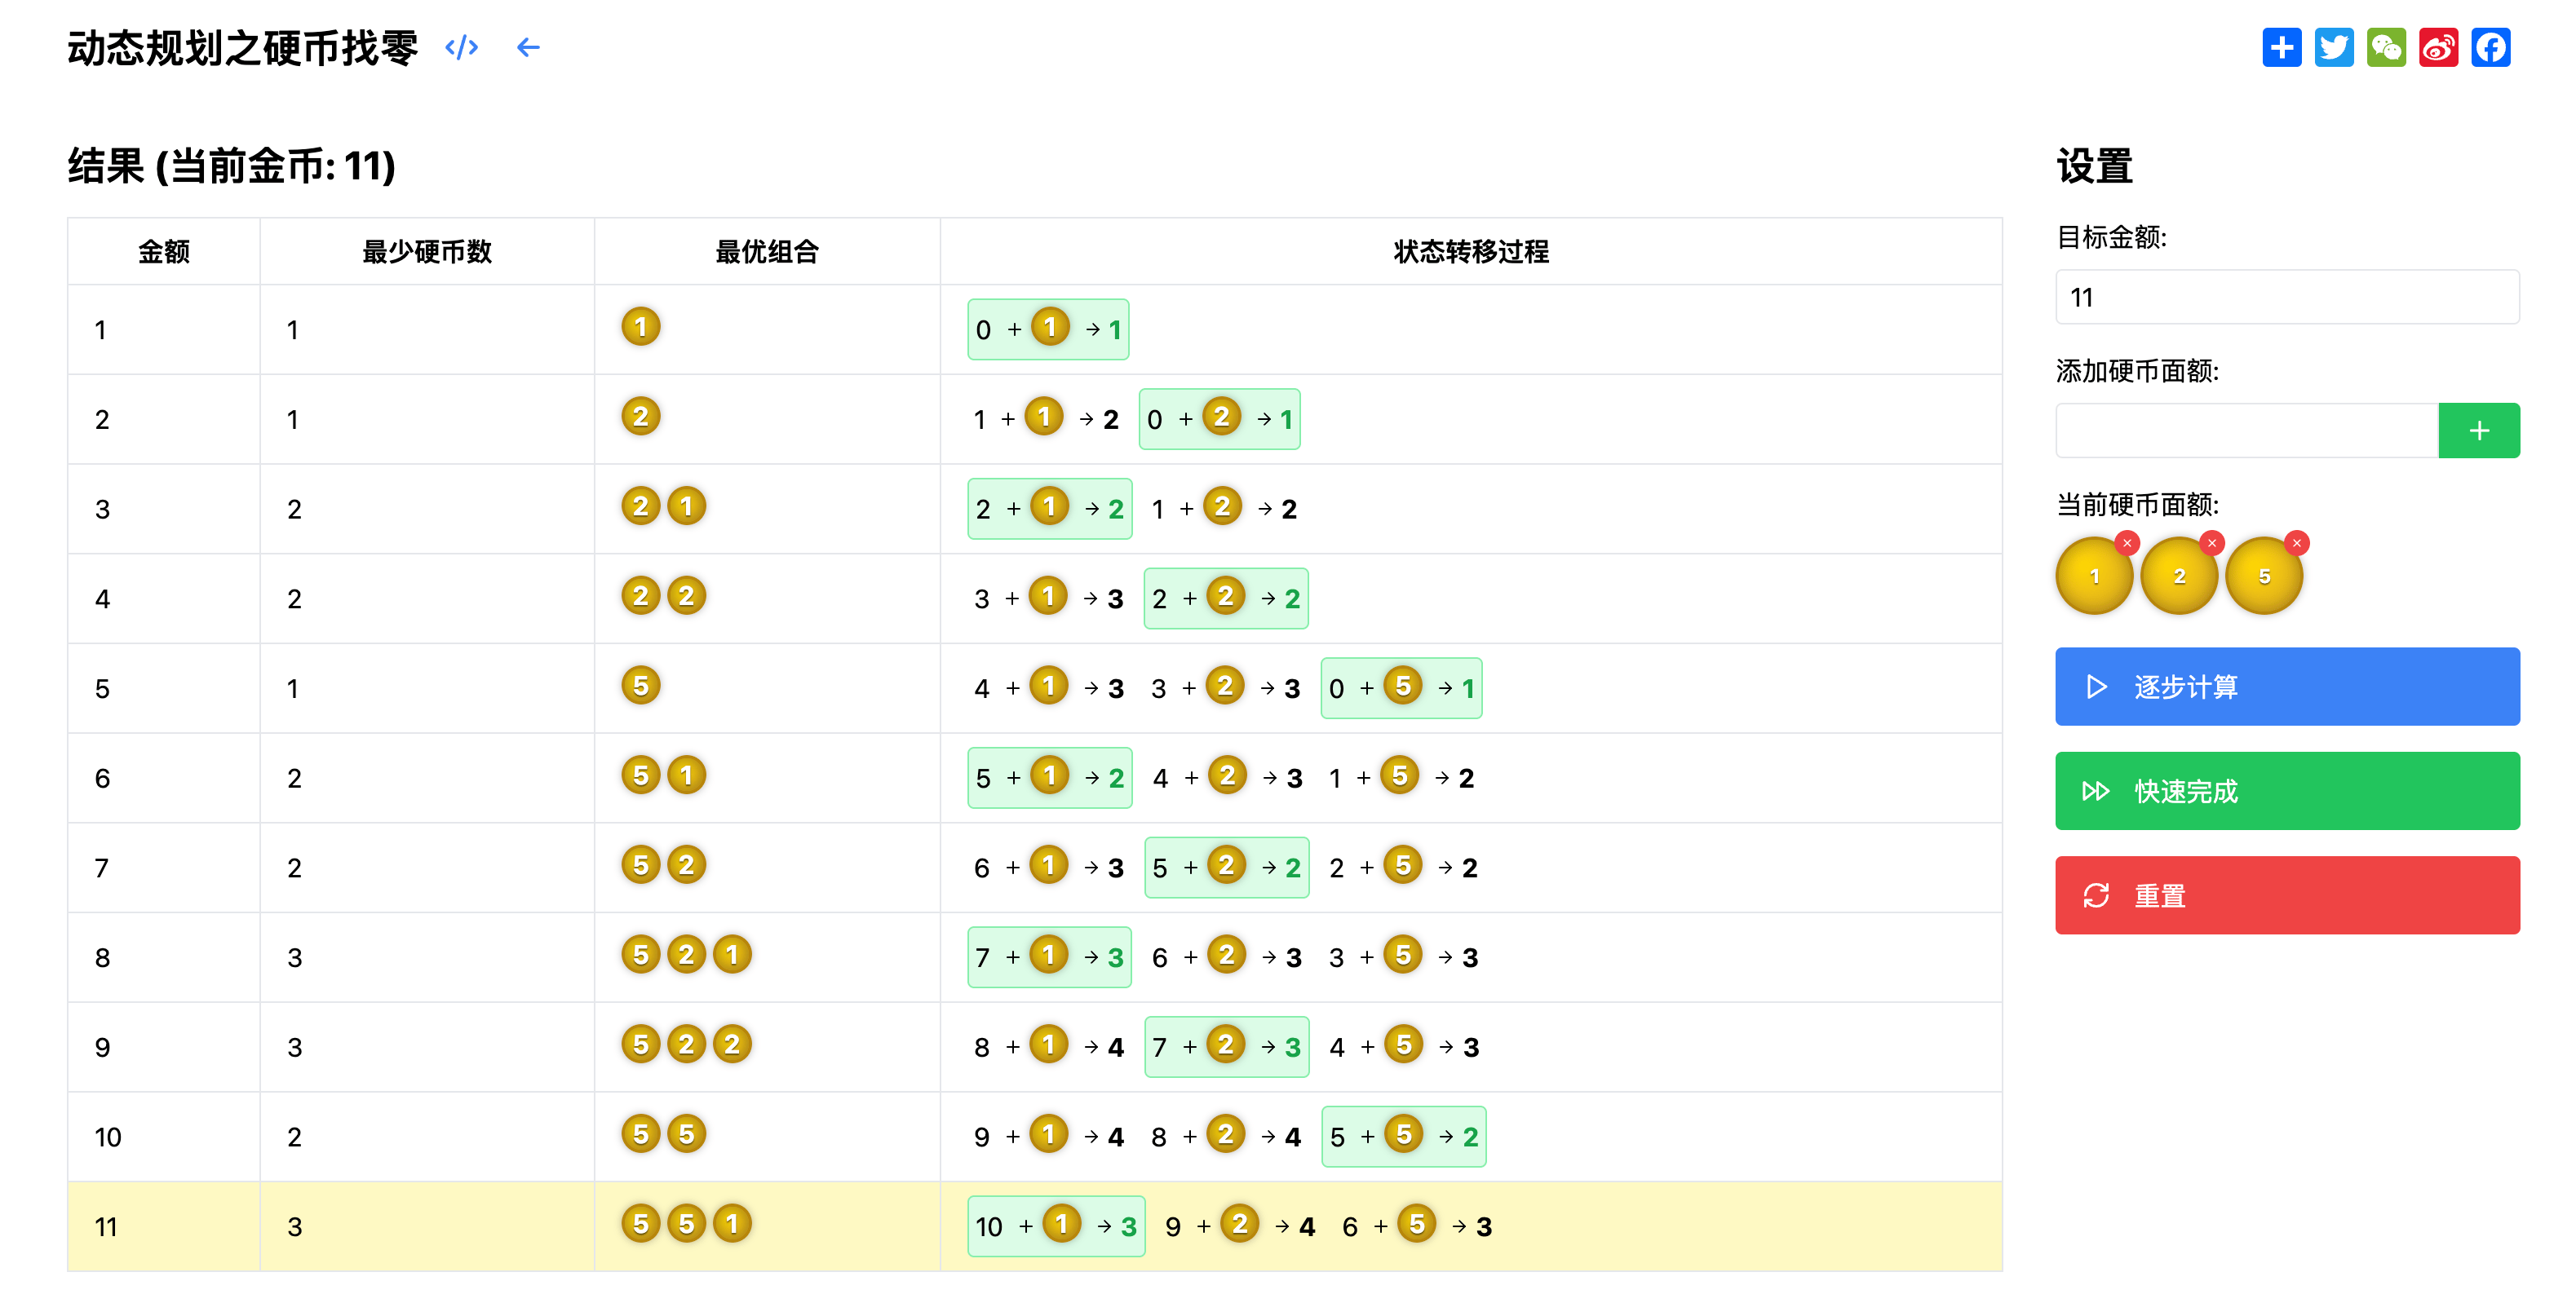 动态规划之硬币找零 </>
结果 (当前金币: 11)
金额 最少硬币数 最优组合 状态转移过程
1 1 1 0 + 1 → 1
2 1 2 1 + 1 → 2 0 + 2 → 1
3 2 2 1 2 + 1 → 2 1 + 2 → 2
4 2 2 2 3 + 1 → 3 2 + 2 → 2
5 1 5 4 + 1 → 3 3 + 2 → 3 0 + 5 → 1
6 2 5 1 5 + 1 → 2 4 + 2 → 3 1 + 5 → 2
7 2 5 2 6 + 1 → 3 5 + 2 → 2 2 + 5 → 2
8 3 5 2 1 7 + 1 → 3 6 + 2 → 3 3 + 5 → 3
9 3 5 2 2 8 + 1 → 4 7 + 2 → 3 4 + 5 → 3
10 2 5 5 9 + 1 → 4 8 + 2 → 4 5 + 5 → 2
11 3 5 5 1 10 + 1 → 3 9 + 2 → 4 6 + 5 → 3
设置
目标金额:
11
添加硬币面额:
+
当前硬币面额:
1 2 5
逐步计算
快速完成
重置